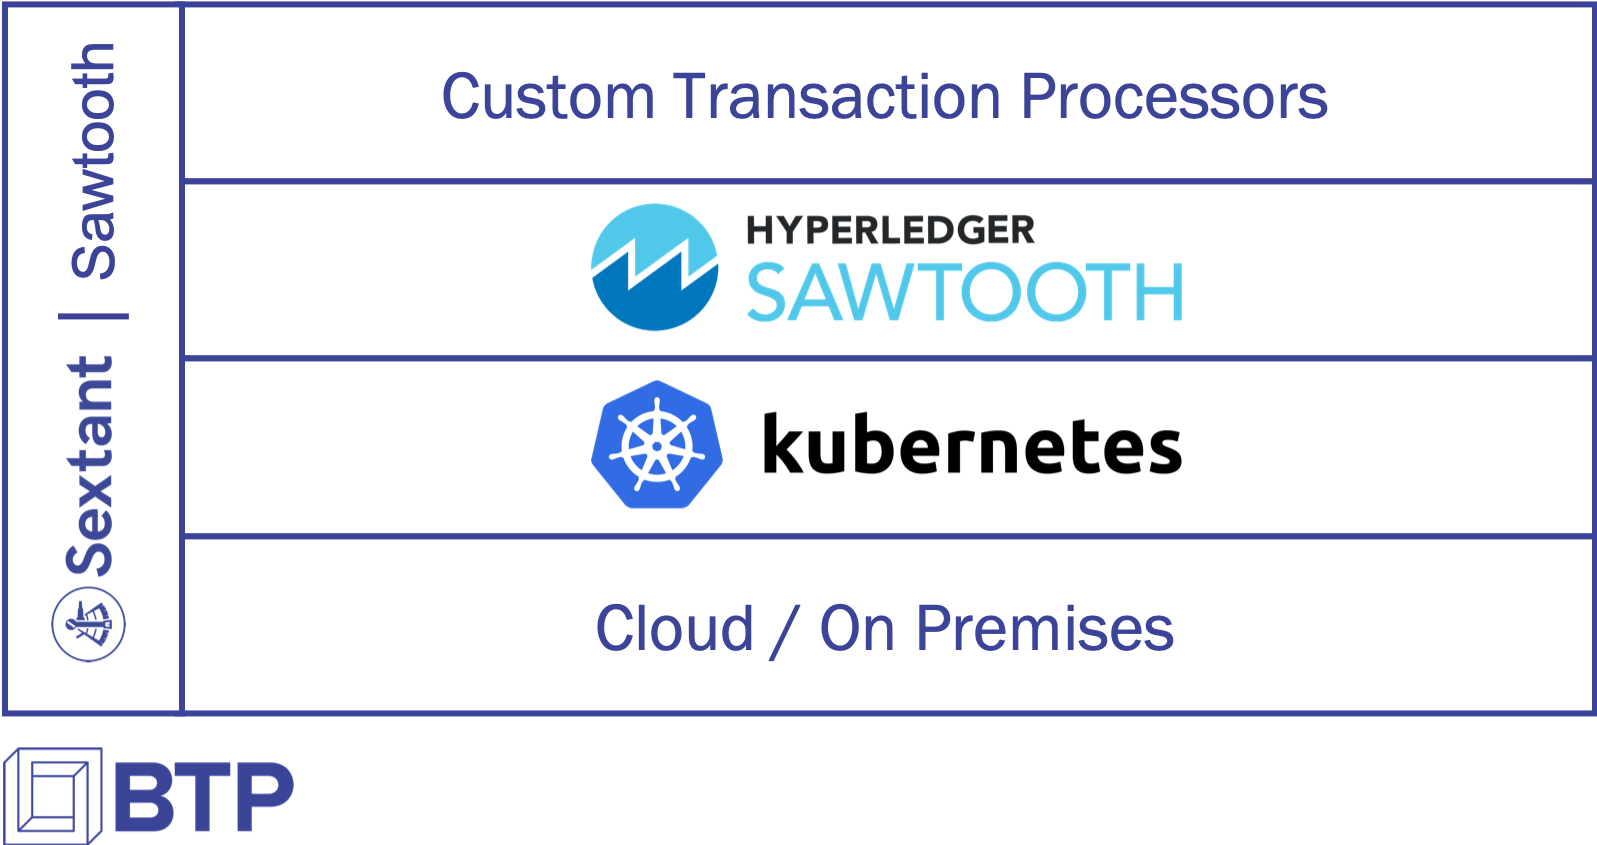 Sextant | Sawtooth
Custom Transaction Processors
HYPERLEDGER
SAWTOOTH
kubernetes
Cloud / On Premises
BTP